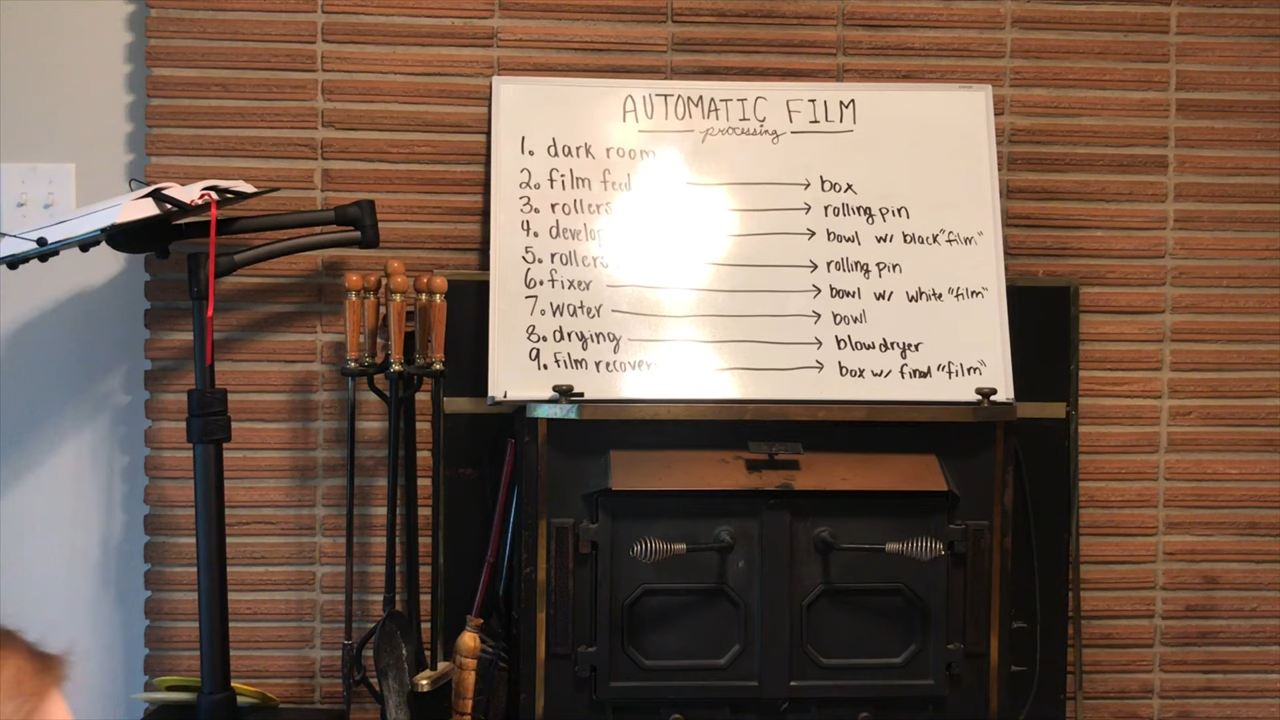 AUTOMATIC FILM
processing
1. dark room
2. film feed → box
3. rollers → rolling pin
4. develop → bowl w/ black "film"
5. rollers → rolling pin
6. fixer → bowl w/ white "film"
7. water → bowl
8. drying → blow dryer
9. film recover → box w/ final "film"